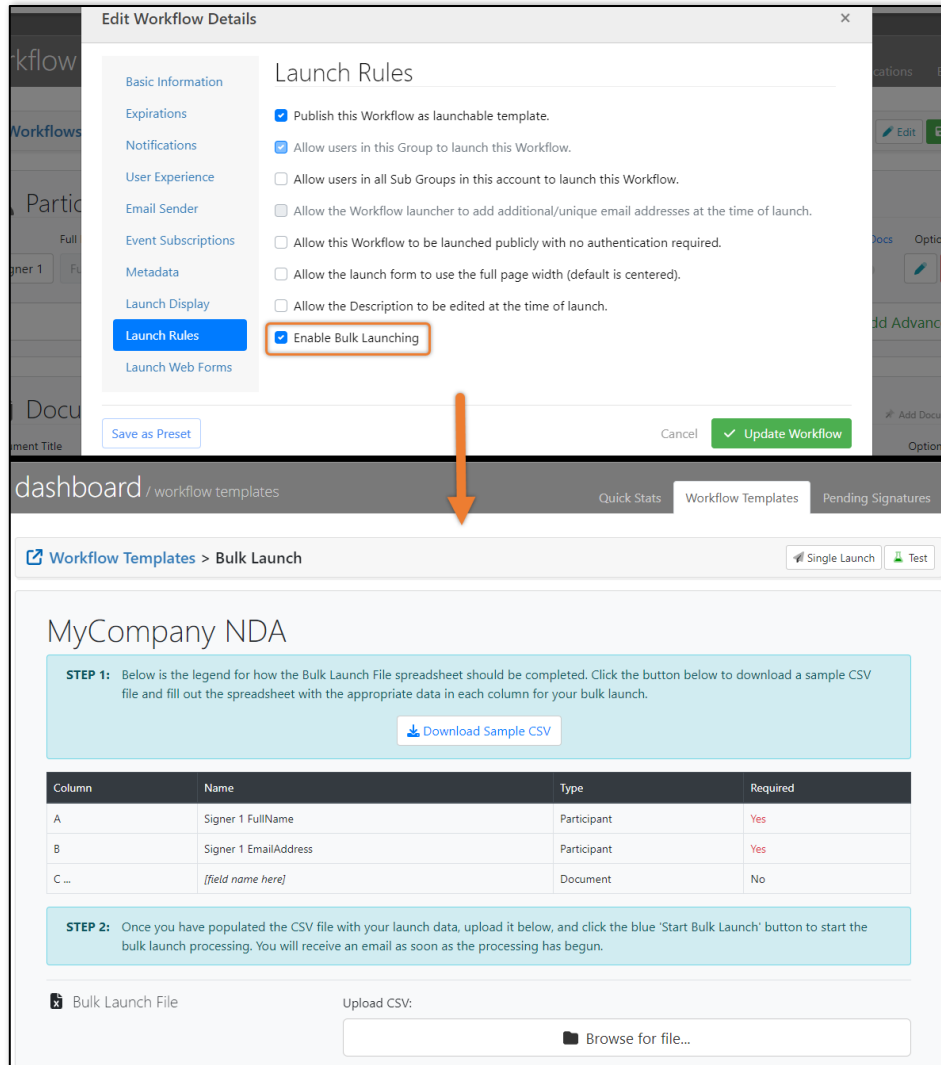 Edit Workflow Details ×
rkflow
cations
Workflows
Edit
Partic
Full
Docs Optio
gner 1 Fu
dd Advanc
Docu
Add Docu
ument Title
Option
Basic Information
Expirations
Notifications
User Experience
Email Sender
Event Subscriptions
Metadata
Launch Display
Launch Rules
Launch Web Forms
Launch Rules
Publish this Workflow as launchable template.
Allow users in this Group to launch this Workflow.
Allow users in all Sub Groups in this account to launch this Workflow.
Allow the Workflow launcher to add additional/unique email addresses at the time of launch.
Allow this Workflow to be launched publicly with no authentication required.
Allow the launch form to use the full page width (default is centered).
Allow the Description to be edited at the time of launch.
Enable Bulk Launching
Save as Preset Cancel Update Workflow
dashboard / workflow templates Quick Stats Workflow Templates Pending Signatures
Workflow Templates > Bulk Launch Single Launch Test
MyCompany NDA
STEP 1: Below is the legend for how the Bulk Launch File spreadsheet should be completed. Click the button below to download a sample CSV
file and fill out the spreadsheet with the appropriate data in each column for your bulk launch.
Download Sample CSV
Column Name Type Required
A Signer 1 FullName Participant Yes
B Signer 1 EmailAddress Participant Yes
C ... [field name here] Document No
STEP 2: Once you have populated the CSV file with your launch data, upload it below, and click the blue 'Start Bulk Launch' button to start the
bulk launch processing. You will receive an email as soon as the processing has begun.
Bulk Launch File Upload CSV:
Browse for file...